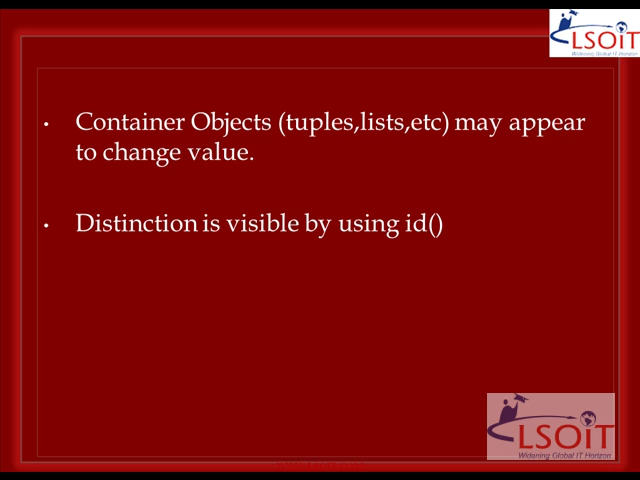 LSOiT
Widening Global IT Horizon
Container Objects (tuples,lists,etc) may appear
to change value.
Distinction is visible by using id()
LSOiT
Widening Global IT Horizon